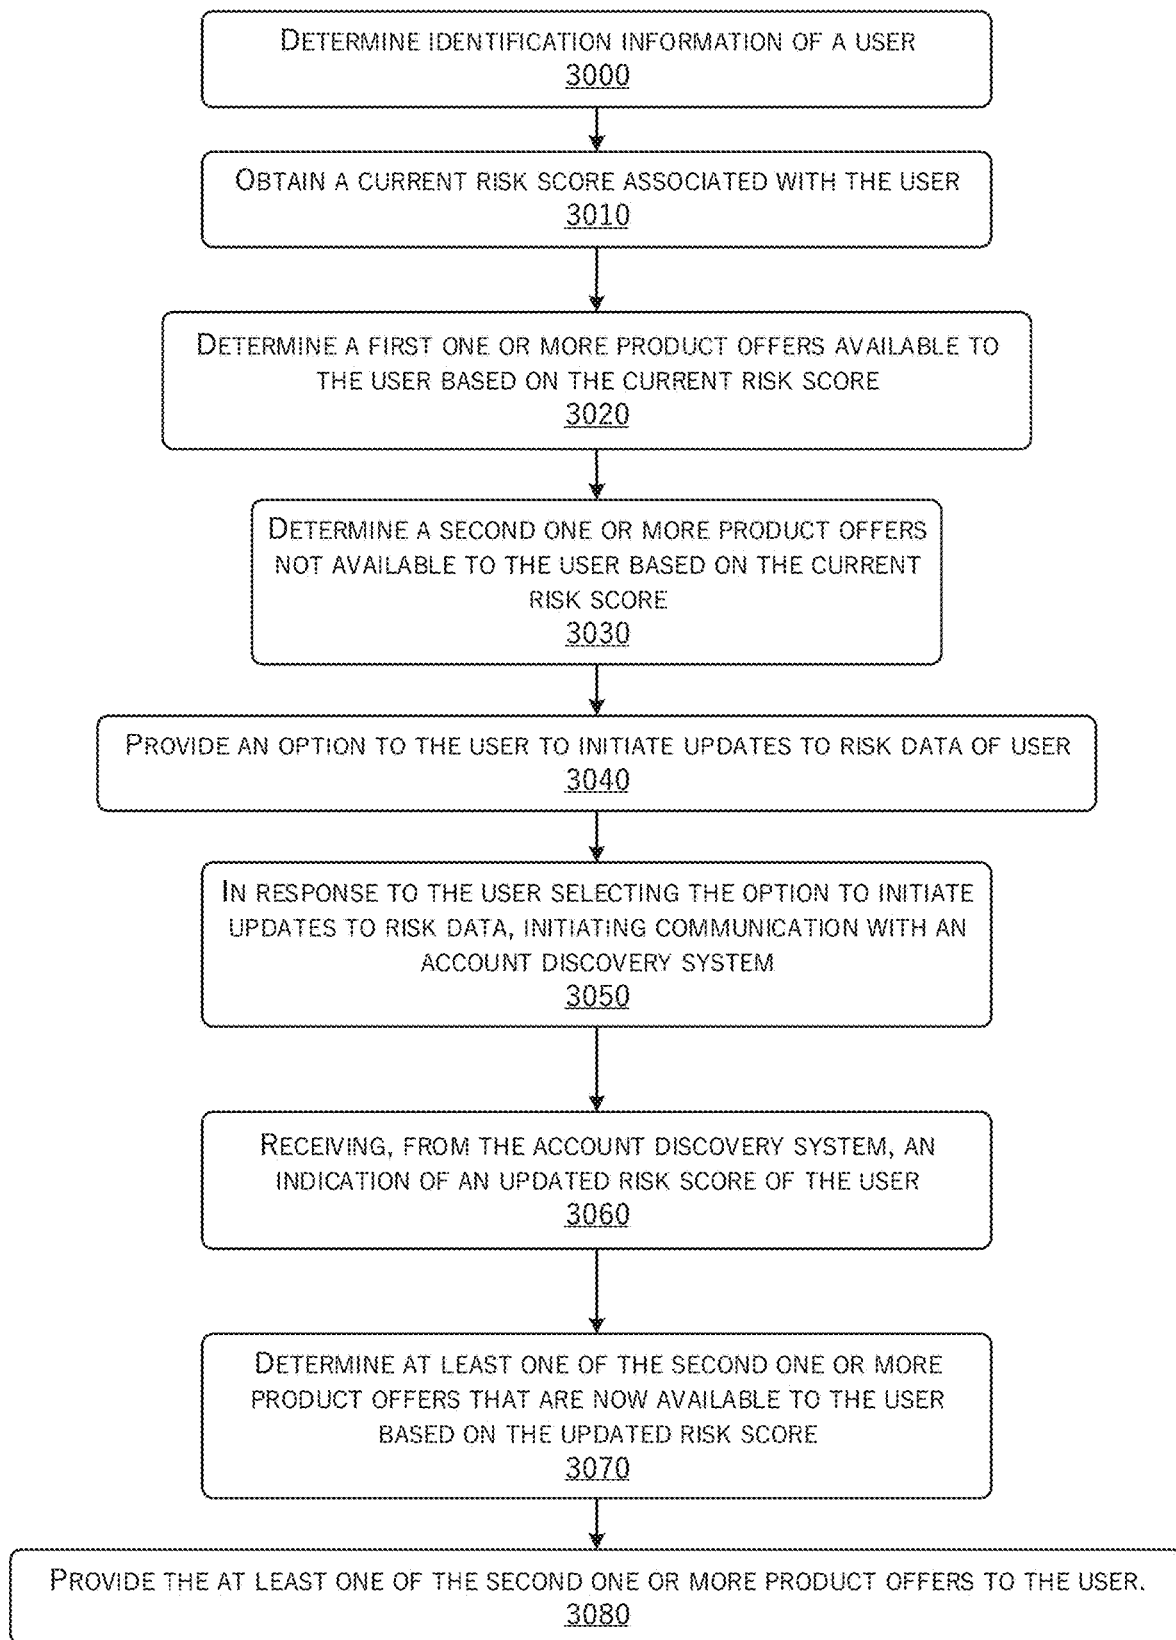 DETERMINE IDENTIFICATION INFORMATION OF A USER
3000
OBTAIN A CURRENT RISK SCORE ASSOCIATED WITH THE USER
3010
DETERMINE A FIRST ONE OR MORE PRODUCT OFFERS AVAILABLE TO
THE USER BASED ON THE CURRENT RISK SCORE
3020
DETERMINE A SECOND ONE OR MORE PRODUCT OFFERS
NOT AVAILABLE TO THE USER BASED ON THE CURRENT
RISK SCORE
3030
PROVIDE AN OPTION TO THE USER TO INITIATE UPDATES TO RISK DATA OF USER
3040
IN RESPONSE TO THE USER SELECTING THE OPTION TO INITIATE
UPDATES TO RISK DATA, INITIATING COMMUNICATION WITH AN
ACCOUNT DISCOVERY SYSTEM
3050
RECEIVING, FROM THE ACCOUNT DISCOVERY SYSTEM, AN
INDICATION OF AN UPDATED RISK SCORE OF THE USER
3060
DETERMINE AT LEAST ONE OF THE SECOND ONE OR MORE
PRODUCT OFFERS THAT ARE NOW AVAILABLE TO THE USER
BASED ON THE UPDATED RISK SCORE
3070
PROVIDE THE AT LEAST ONE OF THE SECOND ONE OR MORE PRODUCT OFFERS TO THE USER.
3080